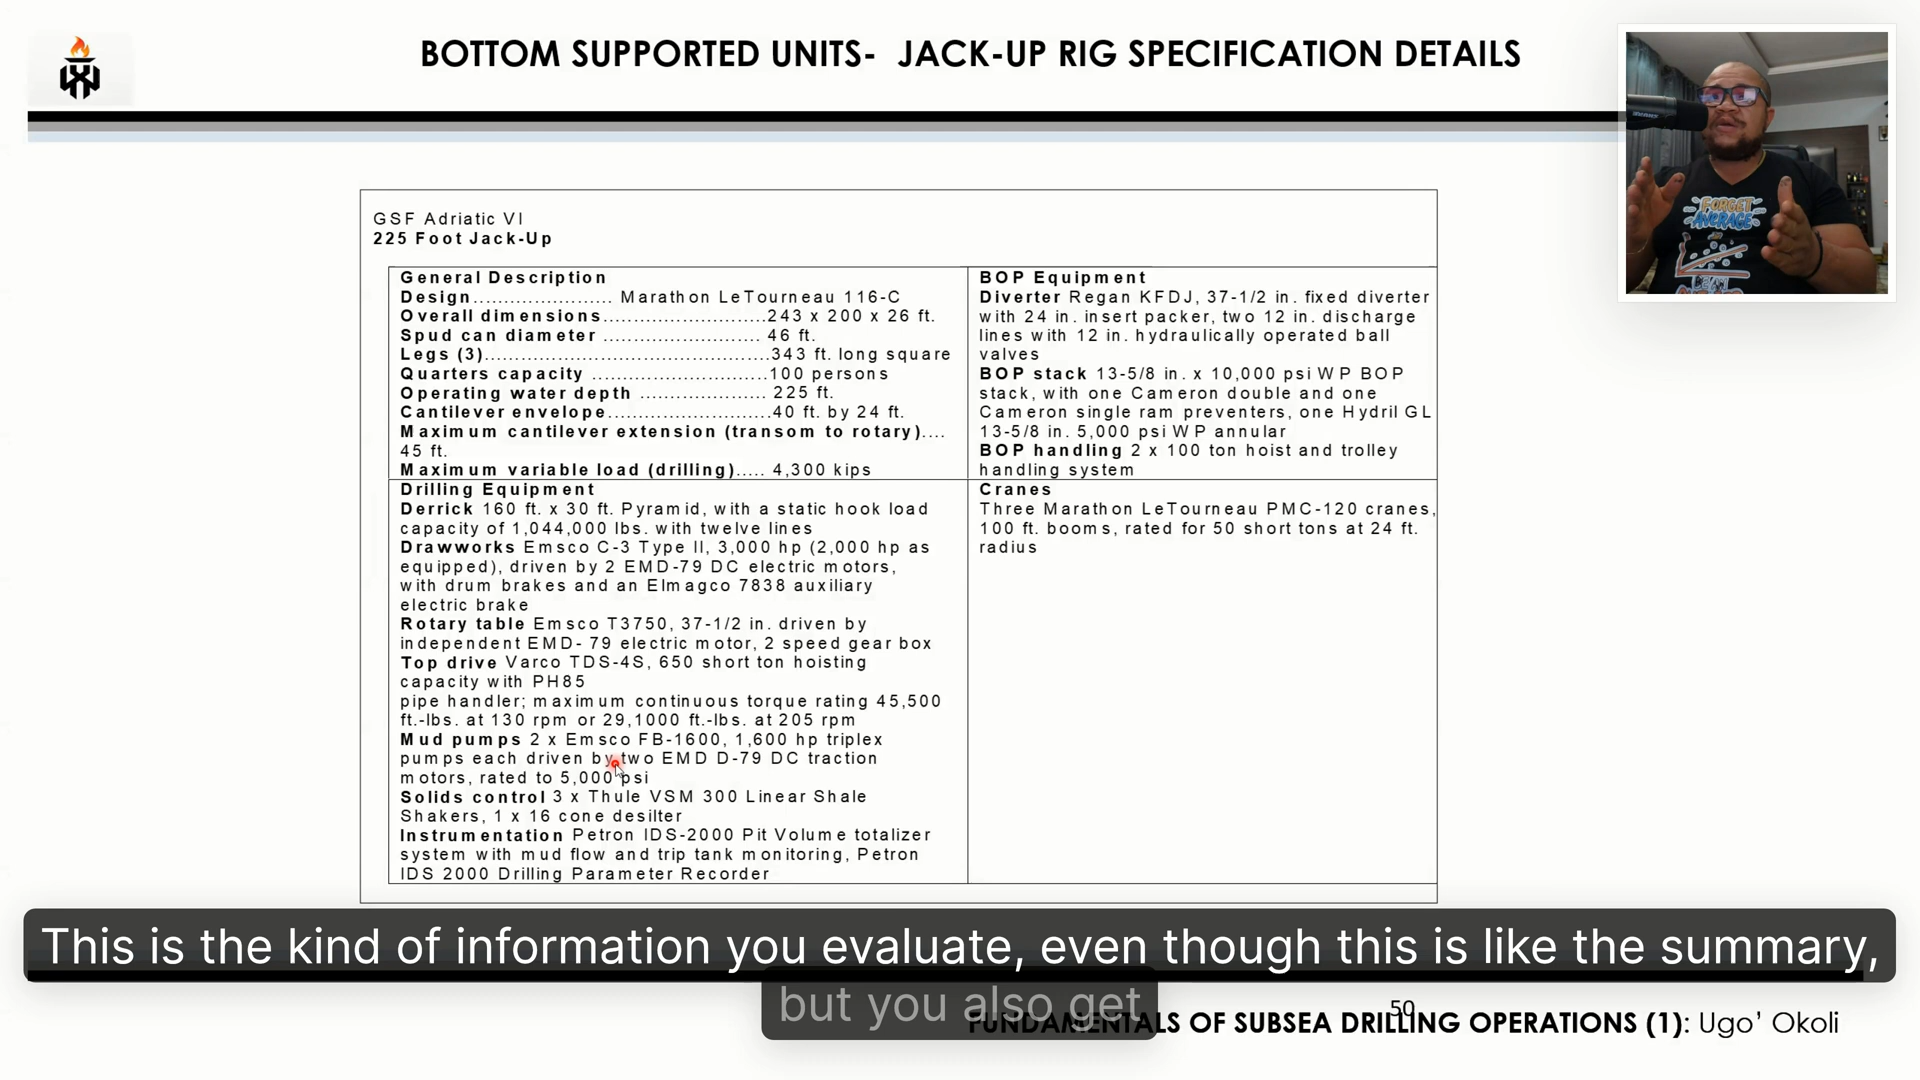 BOTTOM SUPPORTED UNITS- JACK-UP RIG SPECIFICATION DETAILS
FORGET
AVERAGE
GSF Adriatic VI
225 Foot Jack-Up
General Description
Design....................... Marathon LeTourneau 116-C
Overall dimensions...........................243 x 200 x 26 ft.
Spud can diameter .......................... 46 ft.
Legs (3)...............................................343 ft. long square
Quarters capacity .............................100 persons
Operating water depth ..................... 225 ft.
Cantilever envelope...........................40 ft. by 24 ft.
Maximum cantilever extension (transom to rotary)....
45 ft.
Maximum variable load (drilling)..... 4,300 kips
BOP Equipment
Diverter Regan KFDJ, 37-1/2 in. fixed diverter
with 24 in. insert packer, two 12 in. discharge
lines with 12 in. hydraulically operated ball
valves
BOP stack 13-5/8 in. x 10,000 psi WP BOP
stack, with one Cameron double and one
Cameron single ram preventers, one Hydril GL
13-5/8 in. 5,000 psi WP annular
BOP handling 2 x 100 ton hoist and trolley
handling system
Drilling Equipment
Derrick 160 ft. x 30 ft. Pyramid, with a static hook load
capacity of 1,044,000 lbs. with twelve lines
Drawworks Emsco C-3 Type II, 3,000 hp (2,000 hp as
equipped), driven by 2 EMD-79 DC electric motors,
with drum brakes and an Elmagco 7838 auxiliary
electric brake
Rotary table Emsco T3750, 37-1/2 in. driven by
independent EMD- 79 electric motor, 2 speed gear box
Top drive Varco TDS-4S, 650 short ton hoisting
capacity with PH85
pipe handler; maximum continuous torque rating 45,500
ft.-lbs. at 130 rpm or 29,1000 ft.-lbs. at 205 rpm
Mud pumps 2 x Emsco FB-1600, 1,600 hp triplex
pumps each driven by two EMD D-79 DC traction
motors, rated to 5,000 psi
Solids control 3 x Thule VSM 300 Linear Shale
Shakers, 1 x 16 cone desilter
Instrumentation Petron IDS-2000 Pit Volume totalizer
system with mud flow and trip tank monitoring, Petron
IDS 2000 Drilling Parameter Recorder
Cranes
Three Marathon LeTourneau PMC-120 cranes,
100 ft. booms, rated for 50 short tons at 24 ft.
radius
This is the kind of information you evaluate, even though this is like the summary,
but you also get
50
FUNDAMENTALS OF SUBSEA DRILLING OPERATIONS (1): Ugo' Okoli